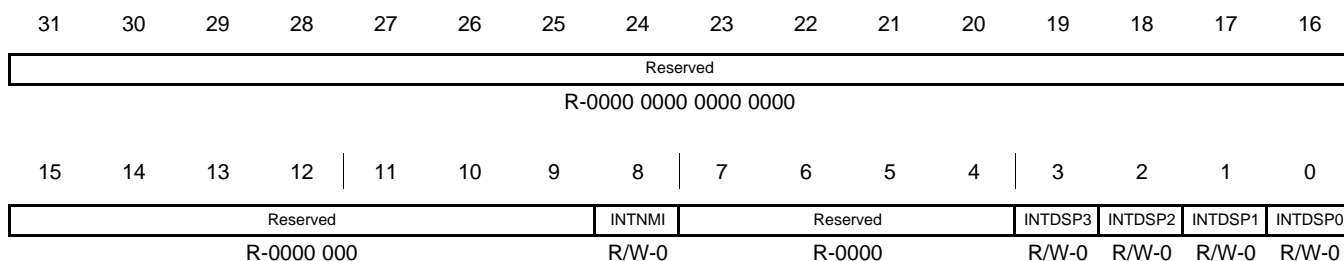 31 30 29 28 27 26 25 24 23 22 21 20 19 18 17 16
Reserved
R-0000 0000 0000 0000
15 14 13 12 11 10 9 8 7 6 5 4 3 2 1 0
Reserved INTNMI Reserved INTDSP3 INTDSP2 INTDSP1 INTDSP0
R-0000 000 R/W-0 R-0000 R/W-0 R/W-0 R/W-0 R/W-0